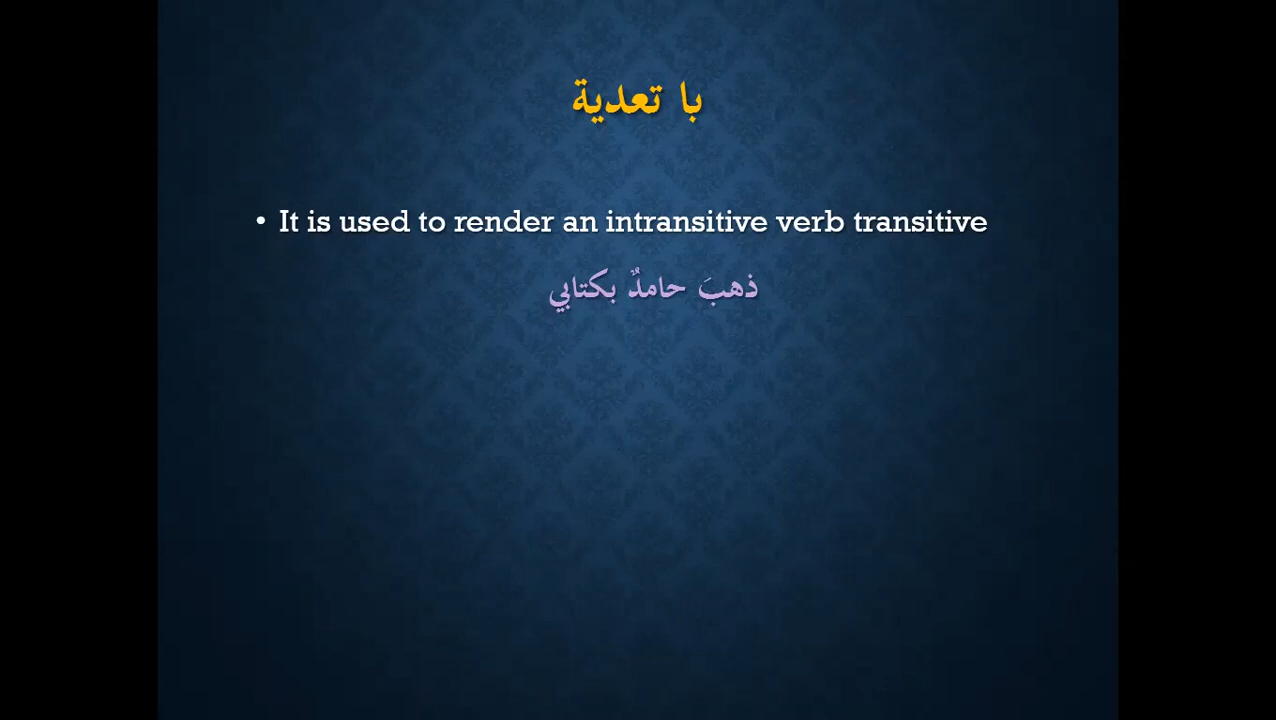 با تعدية
• It is used to render an intransitive verb transitive
ذهبَ حامدٌ بكتابي